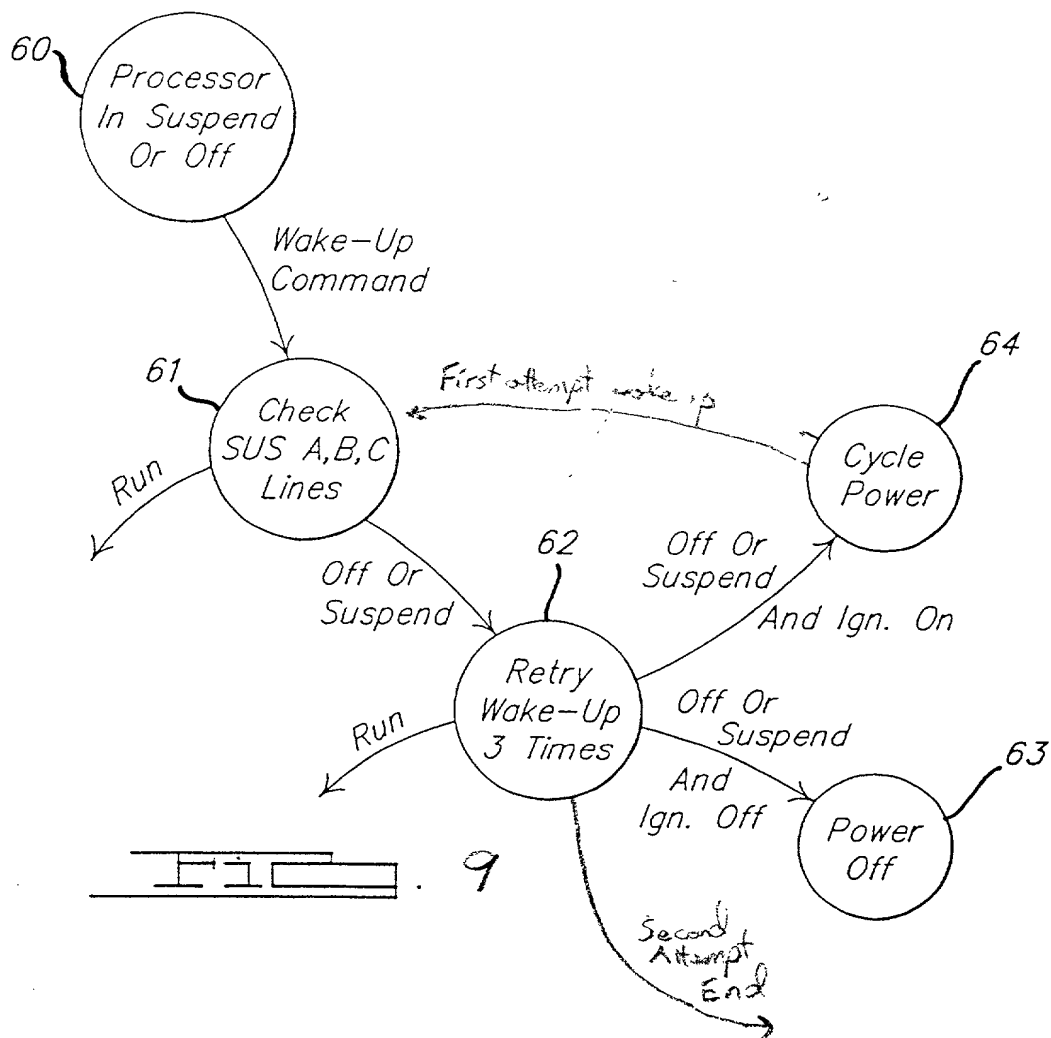 60
Processor
In Suspend
Or Off
Wake-Up
Command
61
Check
SUS A,B,C
Lines
Run
First attempt wake up
64
Cycle
Power
Off Or
Suspend
62
Off Or
Suspend
And Ign. On
Retry
Wake-Up
3 Times
Run
Off Or
Suspend
And
Ign. Off
63
Power
Off
Fig. 9
Second
Attempt
End